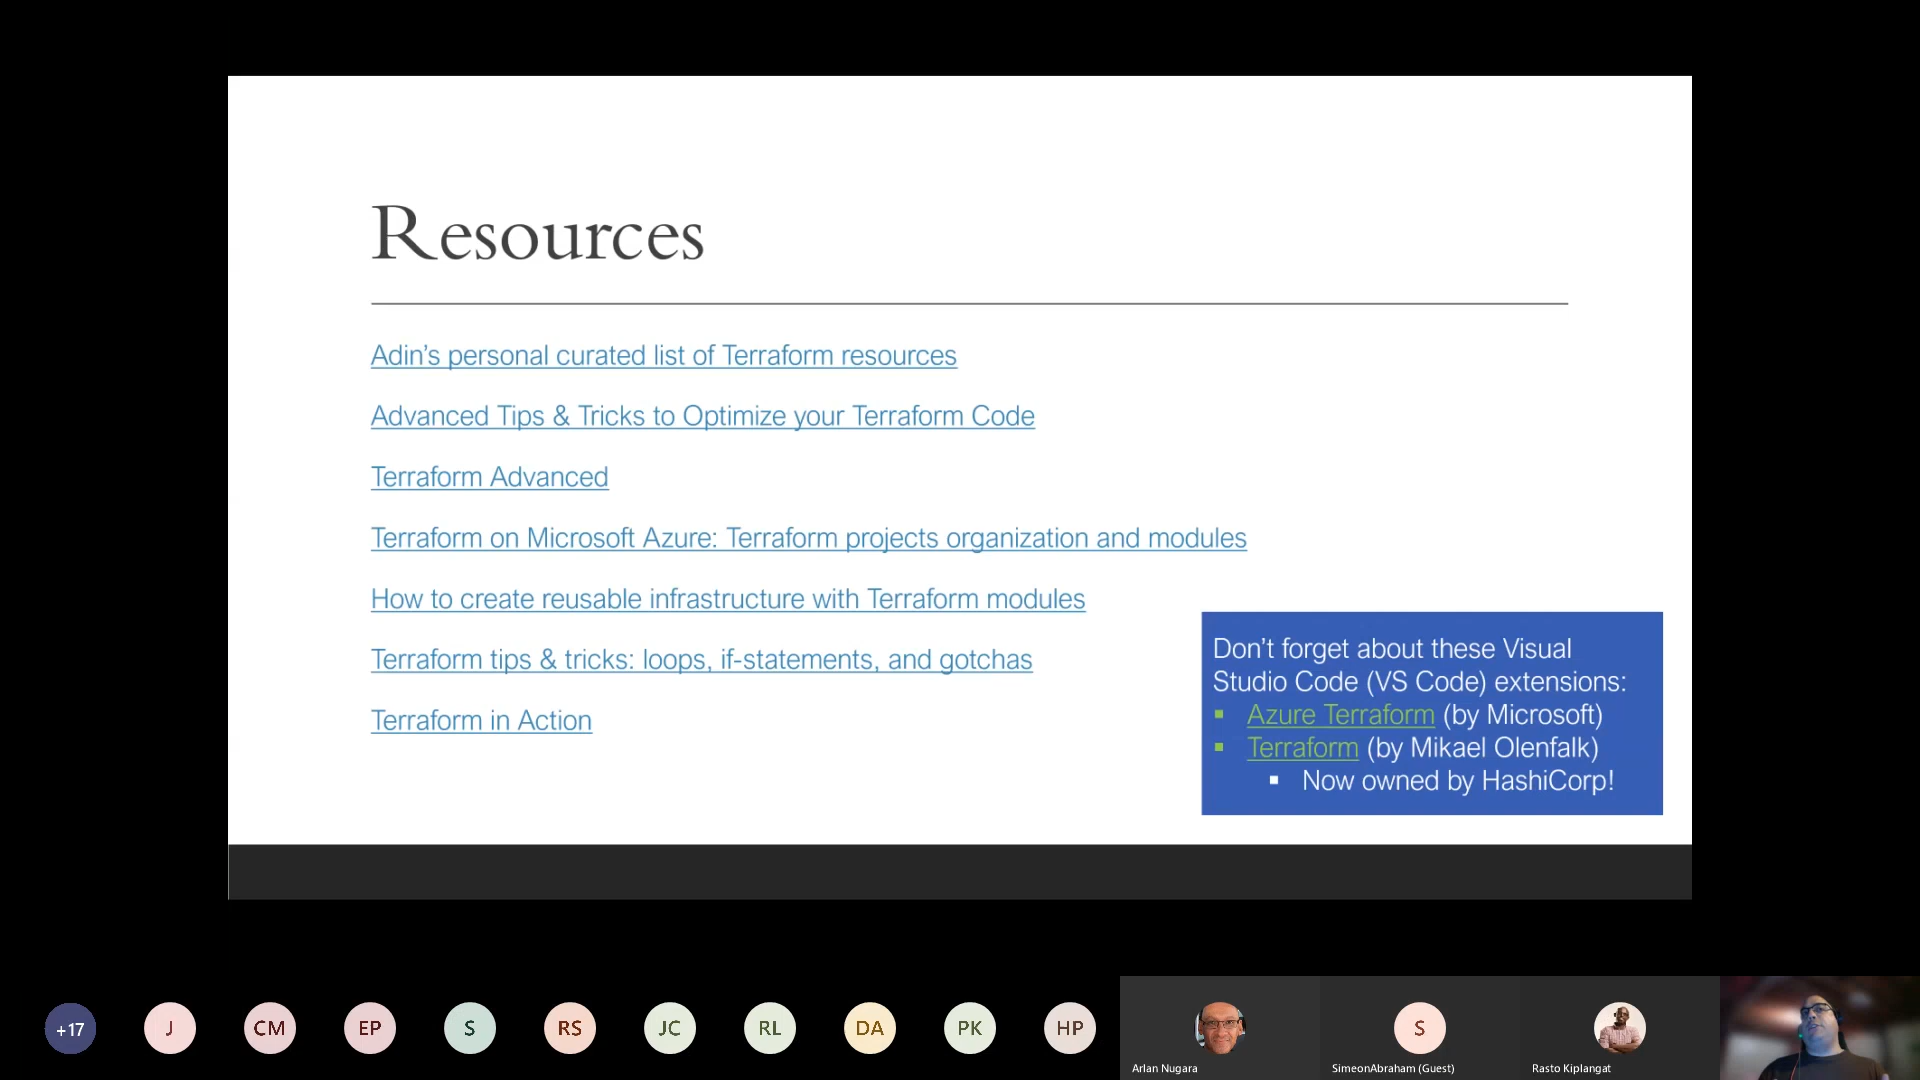 Resources
Adin’s personal curated list of Terraform resources
Advanced Tips & Tricks to Optimize your Terraform Code
Terraform Advanced
Terraform on Microsoft Azure: Terraform projects organization and modules
How to create reusable infrastructure with Terraform modules
Terraform tips & tricks: loops, if-statements, and gotchas
Terraform in Action
Don’t forget about these Visual
Studio Code (VS Code) extensions:
▪ Azure Terraform (by Microsoft)
▪ Terraform (by Mikael Olenfalk)
▪ Now owned by HashiCorp!
+17 J CM EP S RS JC RL DA PK HP S
Arlan Nugara SimeonAbraham (Guest) Rasto Kiplangat